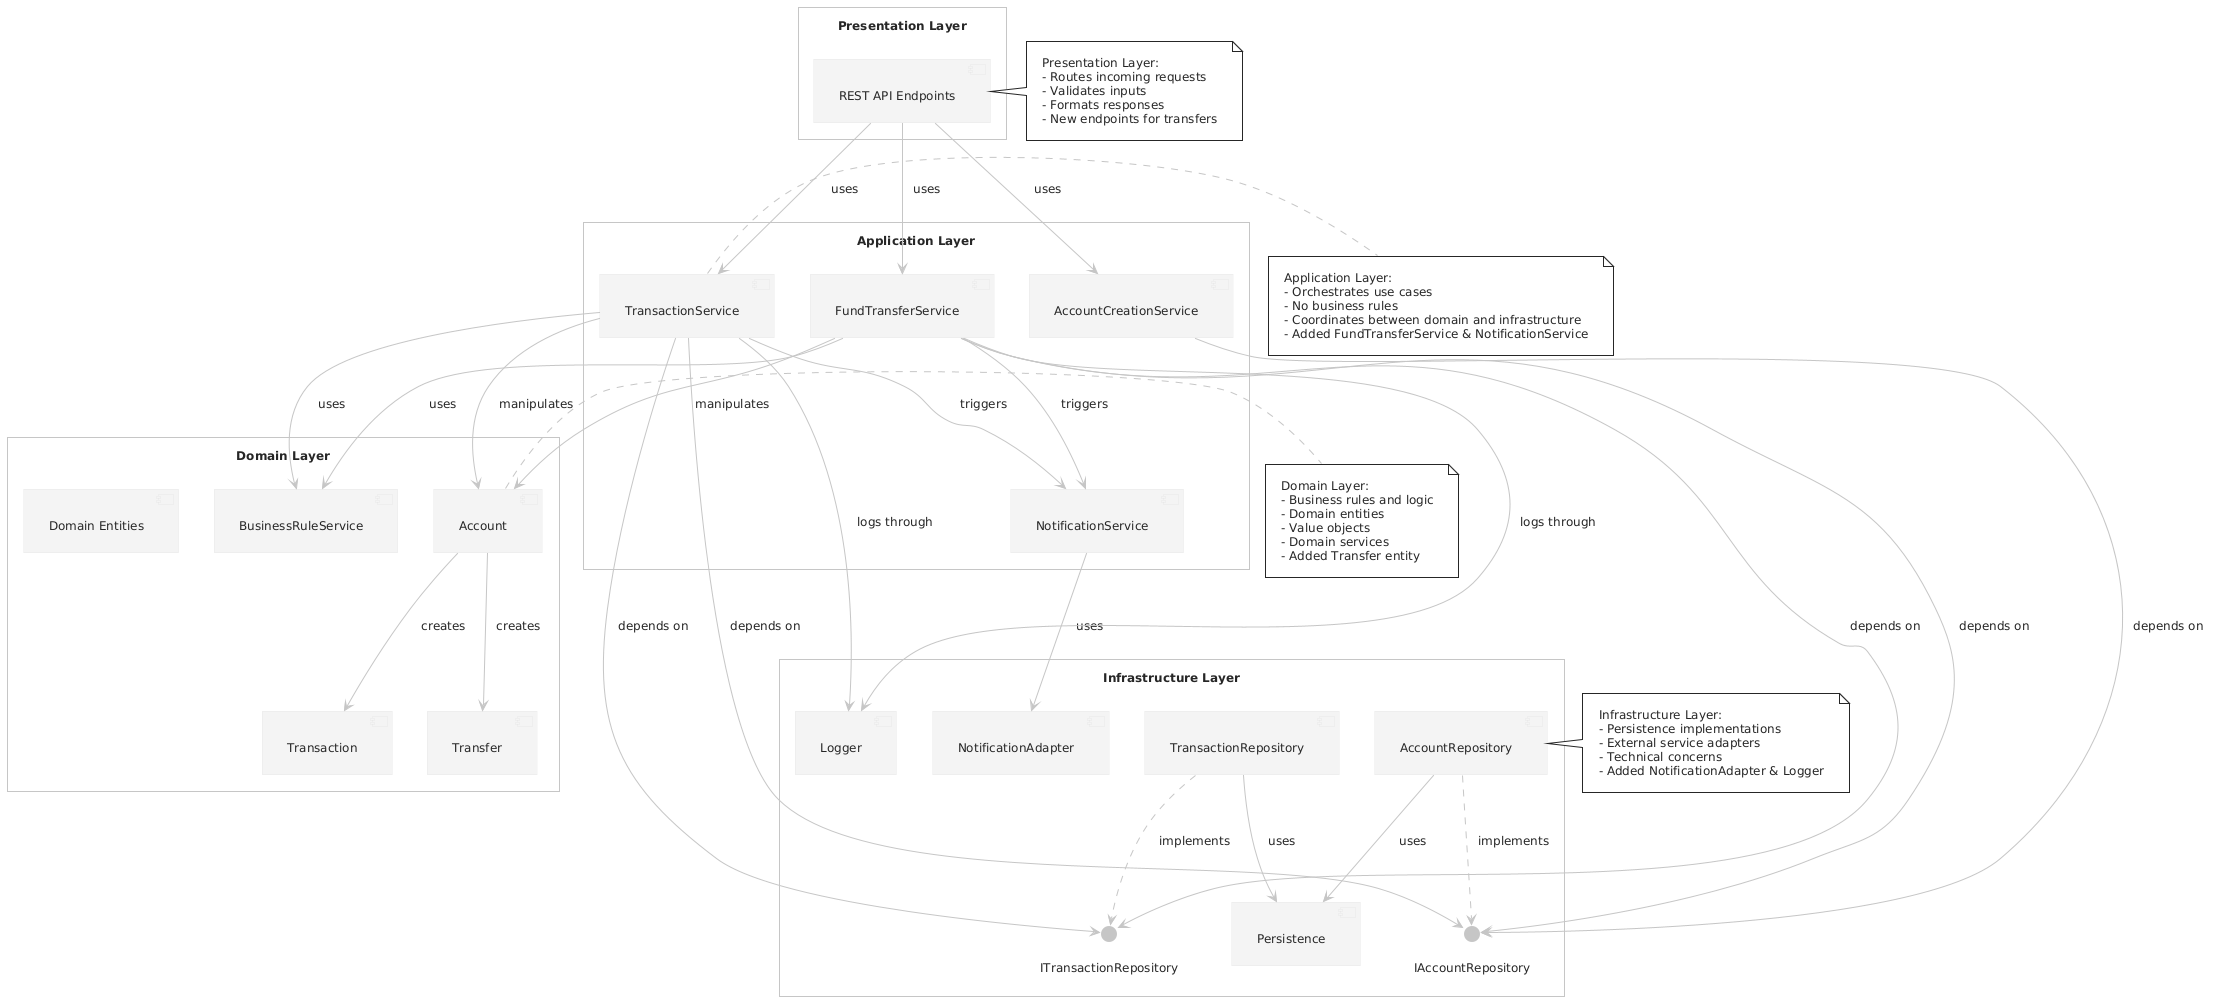 Presentation Layer
REST API Endpoints
Presentation Layer:
- Routes incoming requests
- Validates inputs
- Formats responses
- New endpoints for transfers
uses
uses
uses
Application Layer
TransactionService
FundTransferService
AccountCreationService
Application Layer:
- Orchestrates use cases
- No business rules
- Coordinates between domain and infrastructure
- Added FundTransferService & NotificationService
uses
uses
manipulates
manipulates
triggers
triggers
Domain Layer
Domain Entities
BusinessRuleService
Account
NotificationService
Domain Layer:
- Business rules and logic
- Domain entities
- Value objects
- Domain services
- Added Transfer entity
logs through
logs through
creates
creates
depends on
depends on
uses
depends on
depends on
depends on
Infrastructure Layer
Transaction
Transfer
Logger
NotificationAdapter
TransactionRepository
AccountRepository
Infrastructure Layer:
- Persistence implementations
- External service adapters
- Technical concerns
- Added NotificationAdapter & Logger
implements
uses
uses
implements
Persistence
ITransactionRepository
IAccountRepository